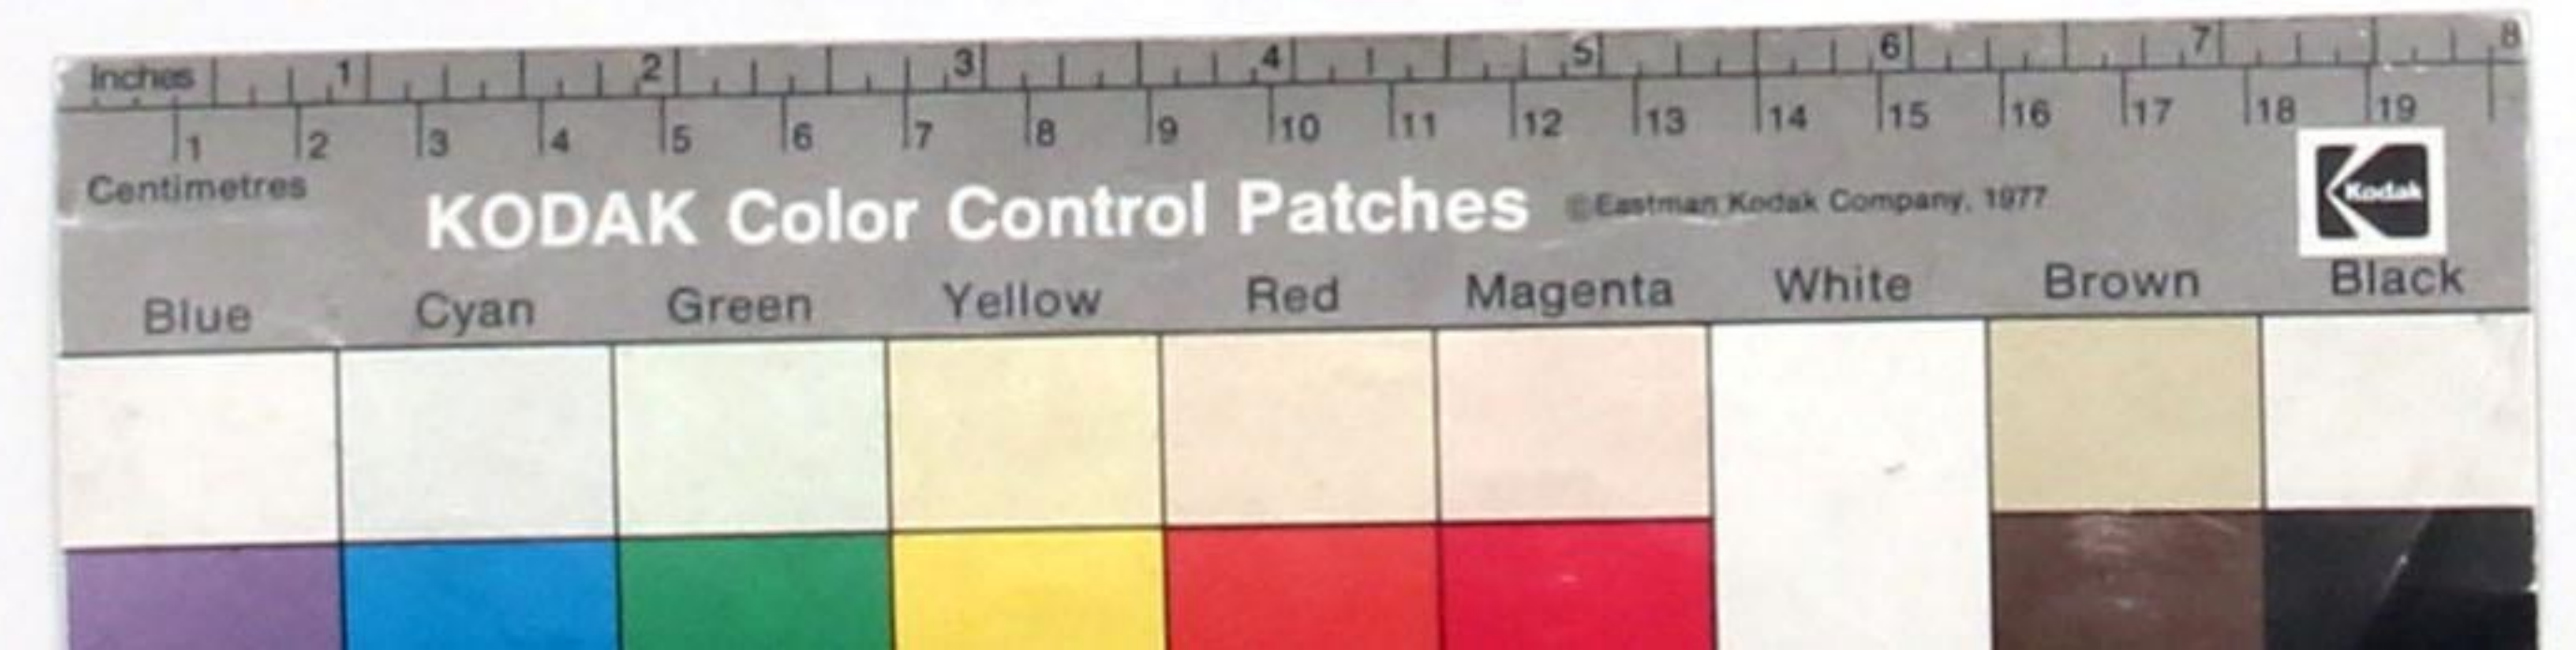 Inches 1 2 3 4 5 6 7 8
1 2 3 4 5 6 7 8 9 10 11 12 13 14 15 16 17 18 19
Centimetres
KODAK Color Control Patches ©Eastman Kodak Company, 1977
Kodak
Blue Cyan Green Yellow Red Magenta White Brown Black